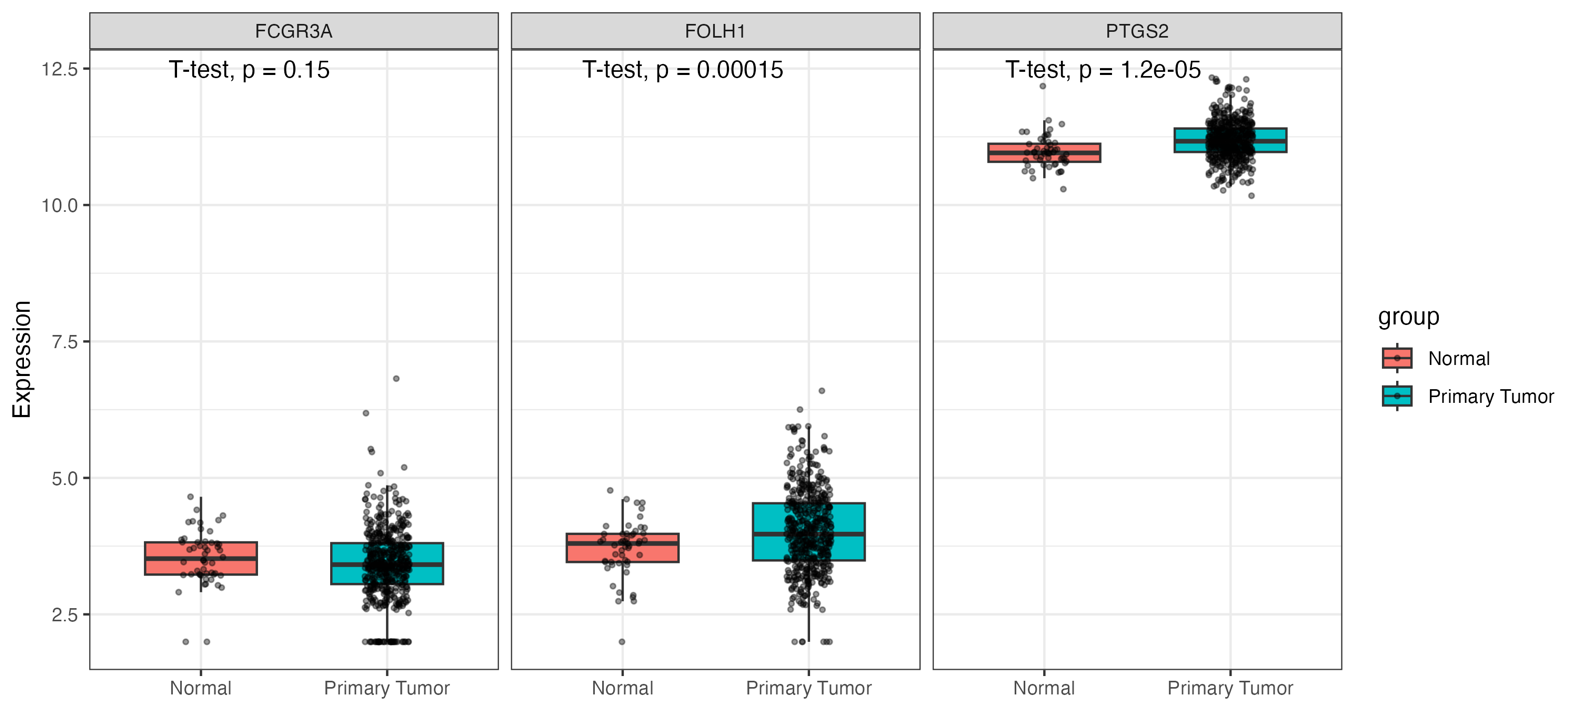 FCGR3A
FOLH1
PTGS2
T-test, p = 0.15
T-test, p = 0.00015
T-test, p = 1.2e-05
12.5
10.0
7.5
5.0
2.5
Expression
Normal
Primary Tumor
Normal
Primary Tumor
Normal
Primary Tumor
group
Normal
Primary Tumor